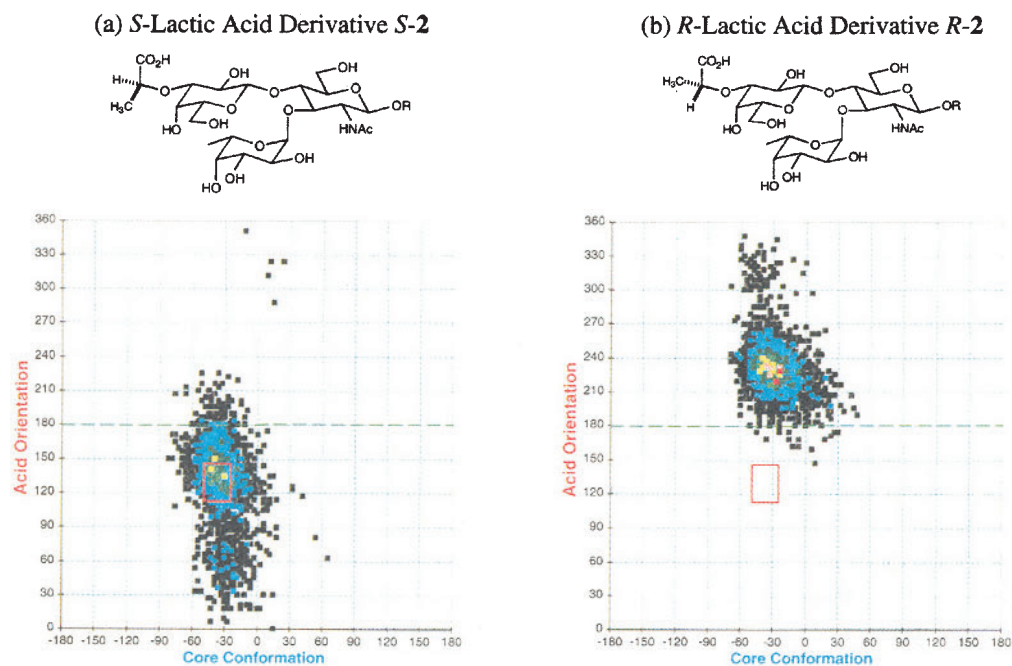 (a) S-Lactic Acid Derivative S-2
(b) R-Lactic Acid Derivative R-2
CO₂H
H
H₃C
O
OH
O
O
HO
OH
HO
O
O
HNAc
OR
O
OH
OH
HO
CO₂H
H₃C
H
O
OH
O
O
HO
OH
HO
O
O
HNAc
OR
O
OH
OH
HO
Acid Orientation
360
330
300
270
240
210
180
150
120
90
60
30
0
-180 -150 -120 -90 -60 -30 0 30 60 90 120 150 180
Core Conformation
Acid Orientation
360
330
300
270
240
210
180
150
120
90
60
30
0
-180 -150 -120 -90 -60 -30 0 30 60 90 120 150 180
Core Conformation